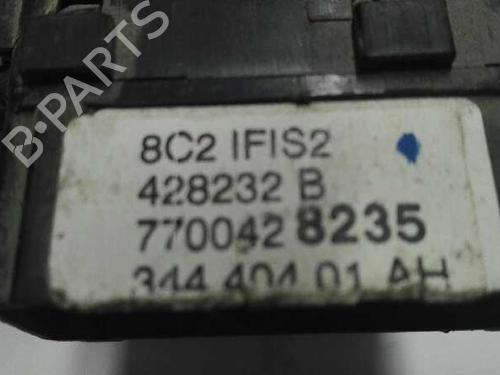 B-PARTS
8C2 IFIS2
428232 B
7700428235
344 404 01 AH